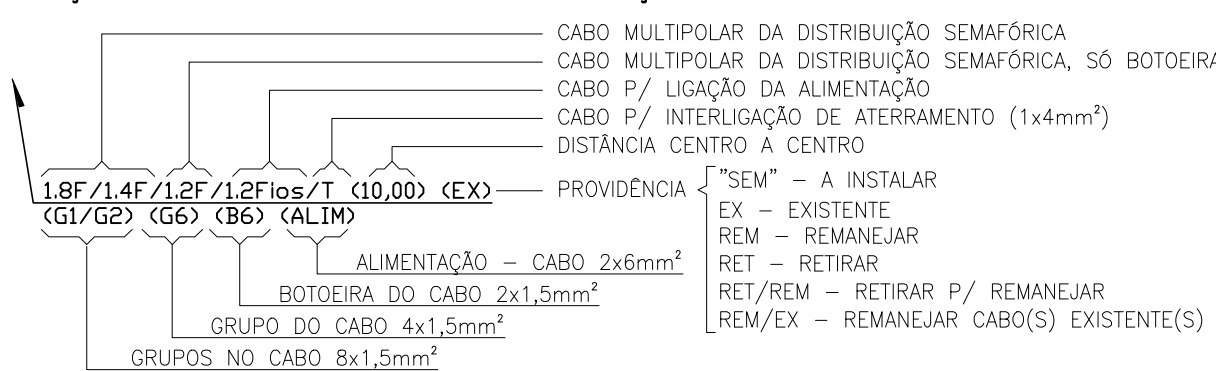 CABO MULTIPOLAR DA DISTRIBUIÇÃO SEMAFÓRICA
CABO MULTIPOLAR DA DISTRIBUIÇÃO SEMAFÓRICA, SÓ BOTOEIRA
CABO P/ LIGAÇÃO DA ALIMENTAÇÃO
CABO P/ INTERLIGAÇÃO DE ATERRAMENTO (1x4mm²)
DISTÂNCIA CENTRO A CENTRO
1.8F/1.4F/1.2F/1.2Fios/T (10,00) (EX)
PROVIDÊNCIA
(G1/G2) (G6) (B6) (ALIM)
"SEM" – A INSTALAR
EX – EXISTENTE
REM – REMANEJAR
RET – RETIRAR
RET/REM – RETIRAR P/ REMANEJAR
REM/EX – REMANEJAR CABO(S) EXISTENTE(S)
ALIMENTAÇÃO – CABO 2x6mm²
BOTOEIRA DO CABO 2x1,5mm²
GRUPO DO CABO 4x1,5mm²
GRUPOS NO CABO 8x1,5mm²